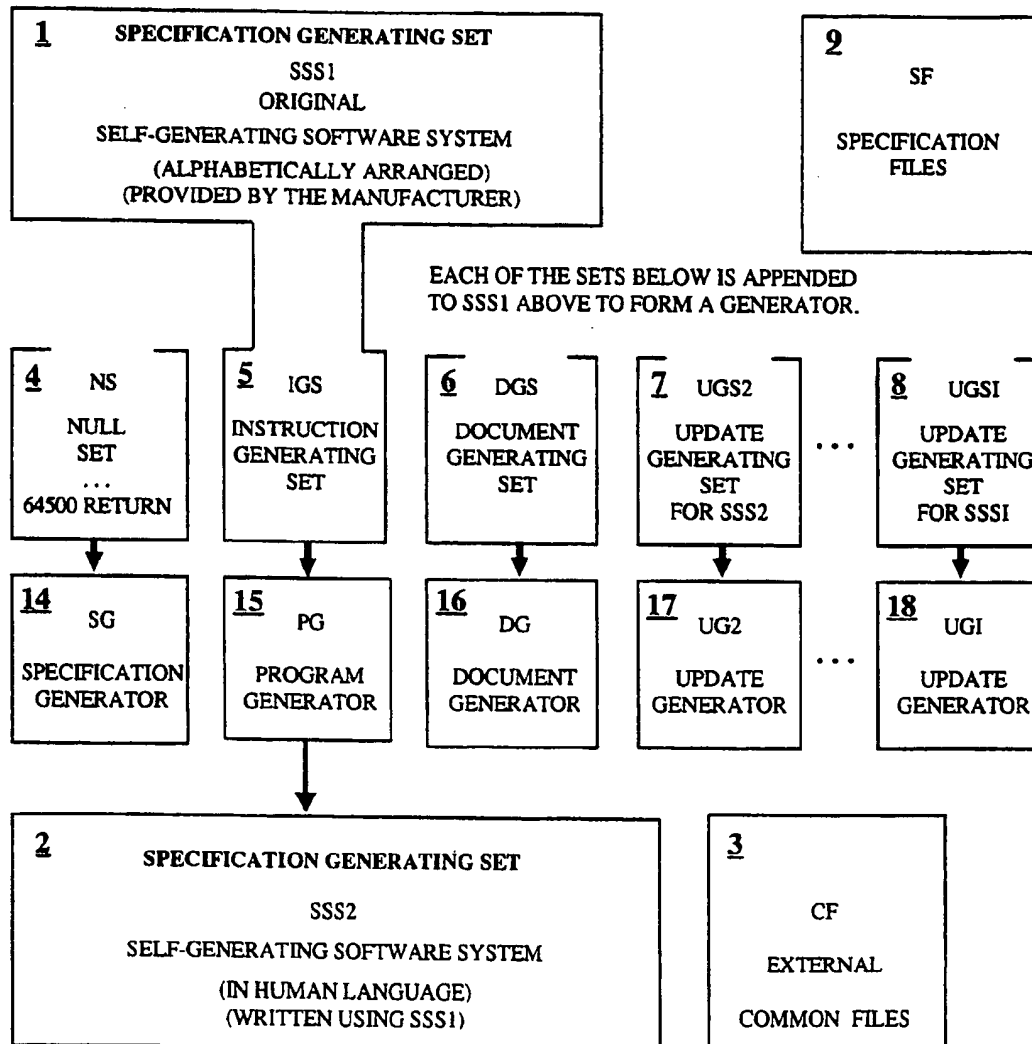 1
SPECIFICATION GENERATING SET
SSS1
ORIGINAL
SELF-GENERATING SOFTWARE SYSTEM
(ALPHABETICALLY ARRANGED)
(PROVIDED BY THE MANUFACTURER)
9
SF
SPECIFICATION
FILES
EACH OF THE SETS BELOW IS APPENDED
TO SSS1 ABOVE TO FORM A GENERATOR.
4
NS
NULL
SET
...
64500 RETURN
5
IGS
INSTRUCTION
GENERATING
SET
6
DGS
DOCUMENT
GENERATING
SET
7
UGS2
UPDATE
GENERATING
SET
FOR SSS2
...
8
UGSI
UPDATE
GENERATING
SET
FOR SSSI
14
SG
SPECIFICATION
GENERATOR
15
PG
PROGRAM
GENERATOR
16
DG
DOCUMENT
GENERATOR
17
UG2
UPDATE
GENERATOR
...
18
UGI
UPDATE
GENERATOR
2
SPECIFICATION GENERATING SET
SSS2
SELF-GENERATING SOFTWARE SYSTEM
(IN HUMAN LANGUAGE)
(WRITTEN USING SSS1)
3
CF
EXTERNAL
COMMON FILES